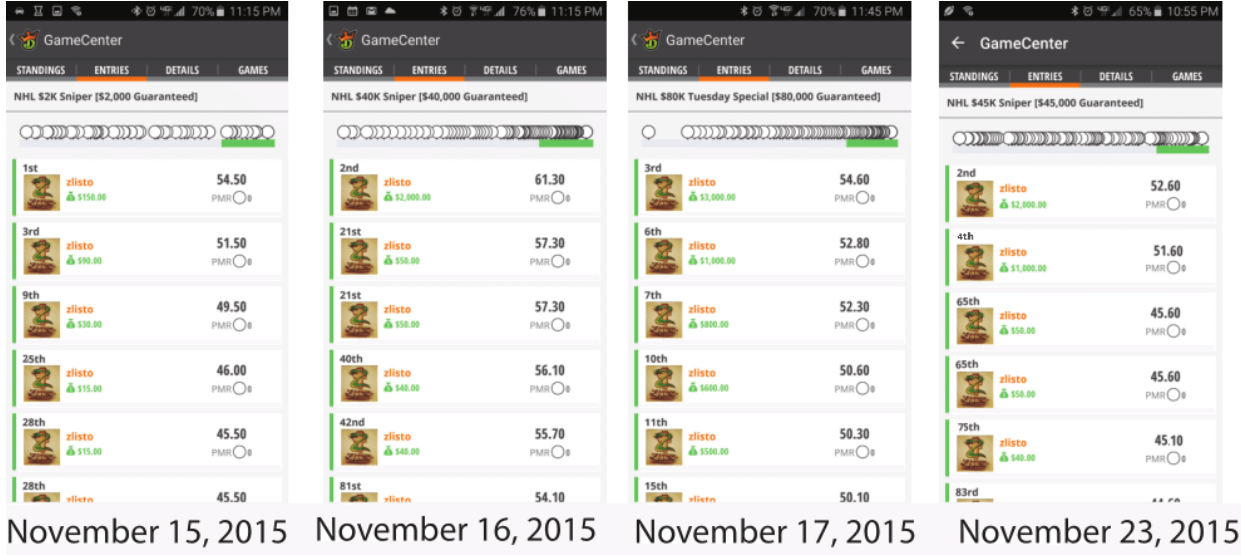 70% 11:15 PM
GameCenter
STANDINGS ENTRIES DETAILS GAMES
NHL $2K Sniper [$2,000 Guaranteed]
1st
zlisto 54.50
$150.00 PMR 0
3rd
zlisto 51.50
$90.00 PMR 0
9th
zlisto 49.50
$30.00 PMR 0
25th
zlisto 46.00
$15.00 PMR 0
28th
zlisto 45.50
$15.00 PMR 0
28th
zlisto 45.50
November 15, 2015
76% 11:15 PM
GameCenter
STANDINGS ENTRIES DETAILS GAMES
NHL $40K Sniper [$40,000 Guaranteed]
2nd
zlisto 61.30
$2,000.00 PMR 0
21st
zlisto 57.30
$50.00 PMR 0
21st
zlisto 57.30
$50.00 PMR 0
40th
zlisto 56.10
$40.00 PMR 0
42nd
zlisto 55.70
$40.00 PMR 0
81st
zlisto 54.10
November 16, 2015
70% 11:45 PM
GameCenter
STANDINGS ENTRIES DETAILS GAMES
NHL $80K Tuesday Special [$80,000 Guaranteed]
3rd
zlisto 54.60
$3,000.00 PMR 0
6th
zlisto 52.80
$1,000.00 PMR 0
7th
zlisto 52.30
$800.00 PMR 0
10th
zlisto 50.60
$600.00 PMR 0
11th
zlisto 50.30
$500.00 PMR 0
15th
zlisto 50.10
November 17, 2015
65% 10:55 PM
GameCenter
STANDINGS ENTRIES DETAILS GAMES
NHL $45K Sniper [$45,000 Guaranteed]
2nd
zlisto 52.60
$2,000.00 PMR 0
4th
zlisto 51.60
$1,000.00 PMR 0
65th
zlisto 45.60
$50.00 PMR 0
65th
zlisto 45.60
$50.00 PMR 0
75th
zlisto 45.10
$40.00 PMR 0
83rd
November 23, 2015